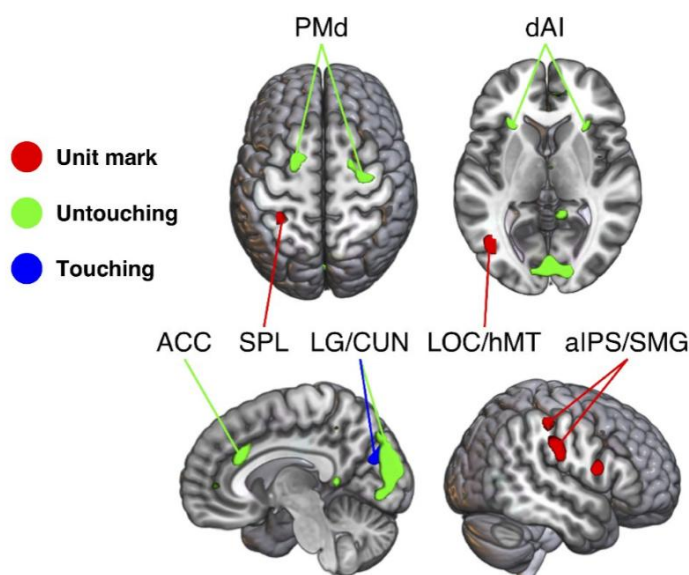 PMd dAI
Unit mark
Untouching
Touching
ACC SPL LG/CUN LOC/hMT aIPS/SMG